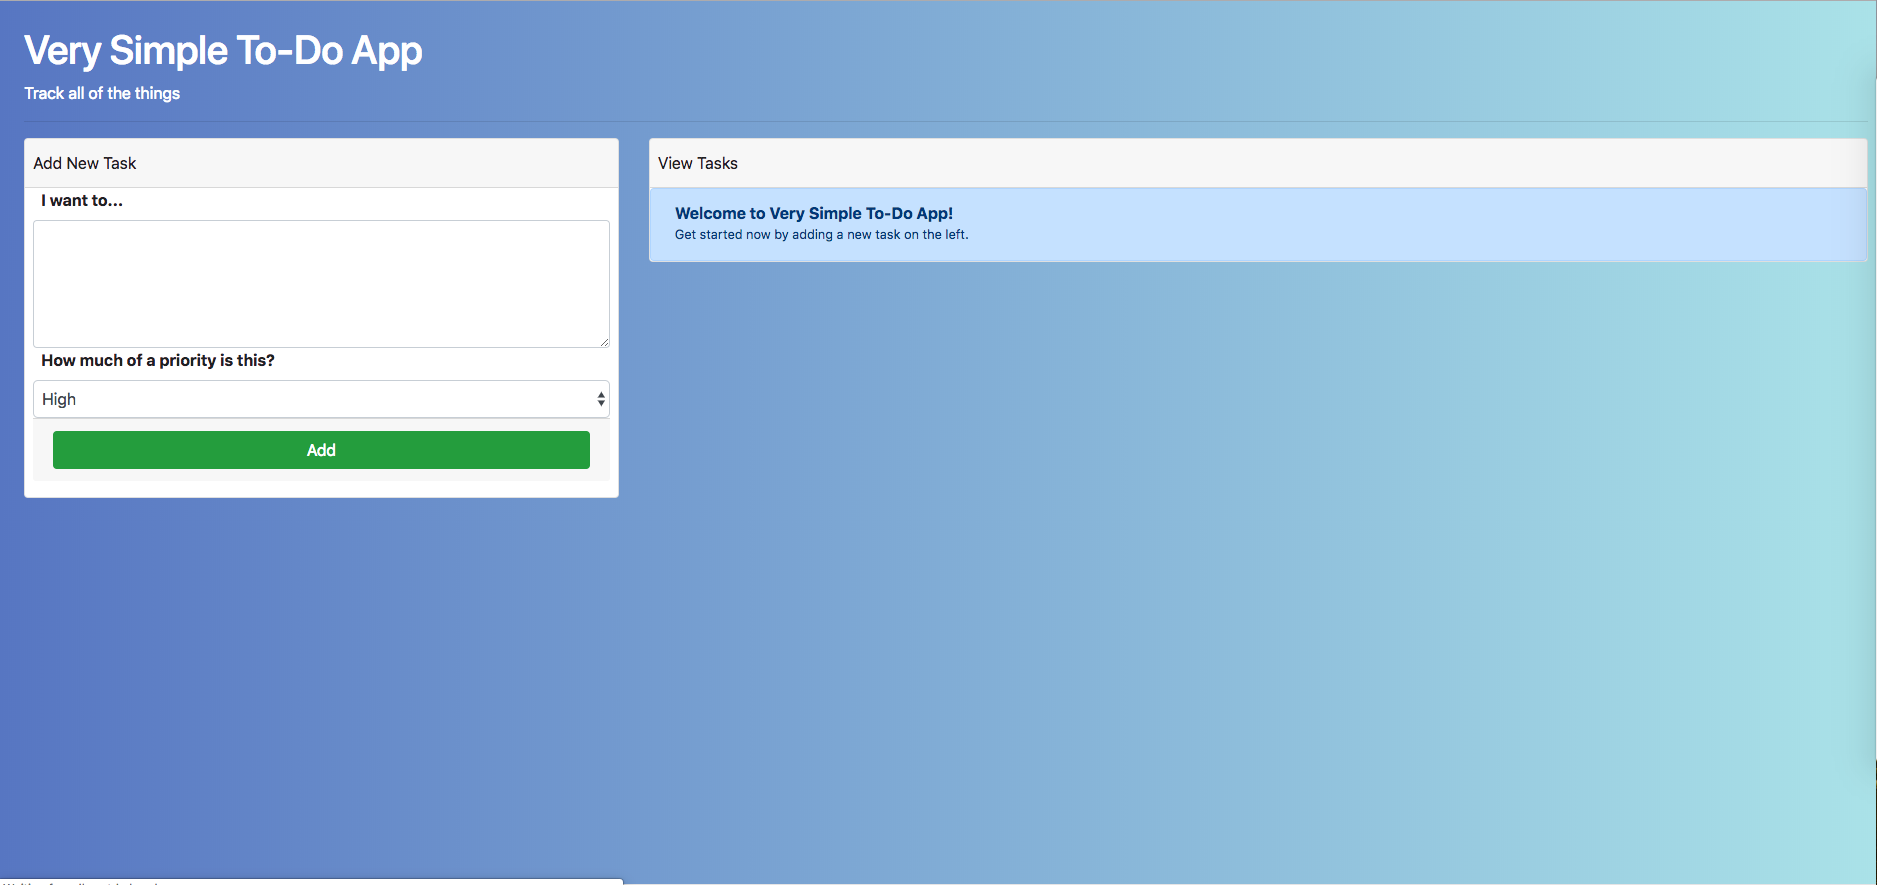 Very Simple To-Do App
Track all of the things
Add New Task
I want to...
How much of a priority is this?
High
Add
View Tasks
Welcome to Very Simple To-Do App!
Get started now by adding a new task on the left.